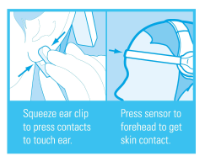 Squeeze ear clip
to press contacts
to touch ear.
Press sensor to
forehead to get
skin contact.